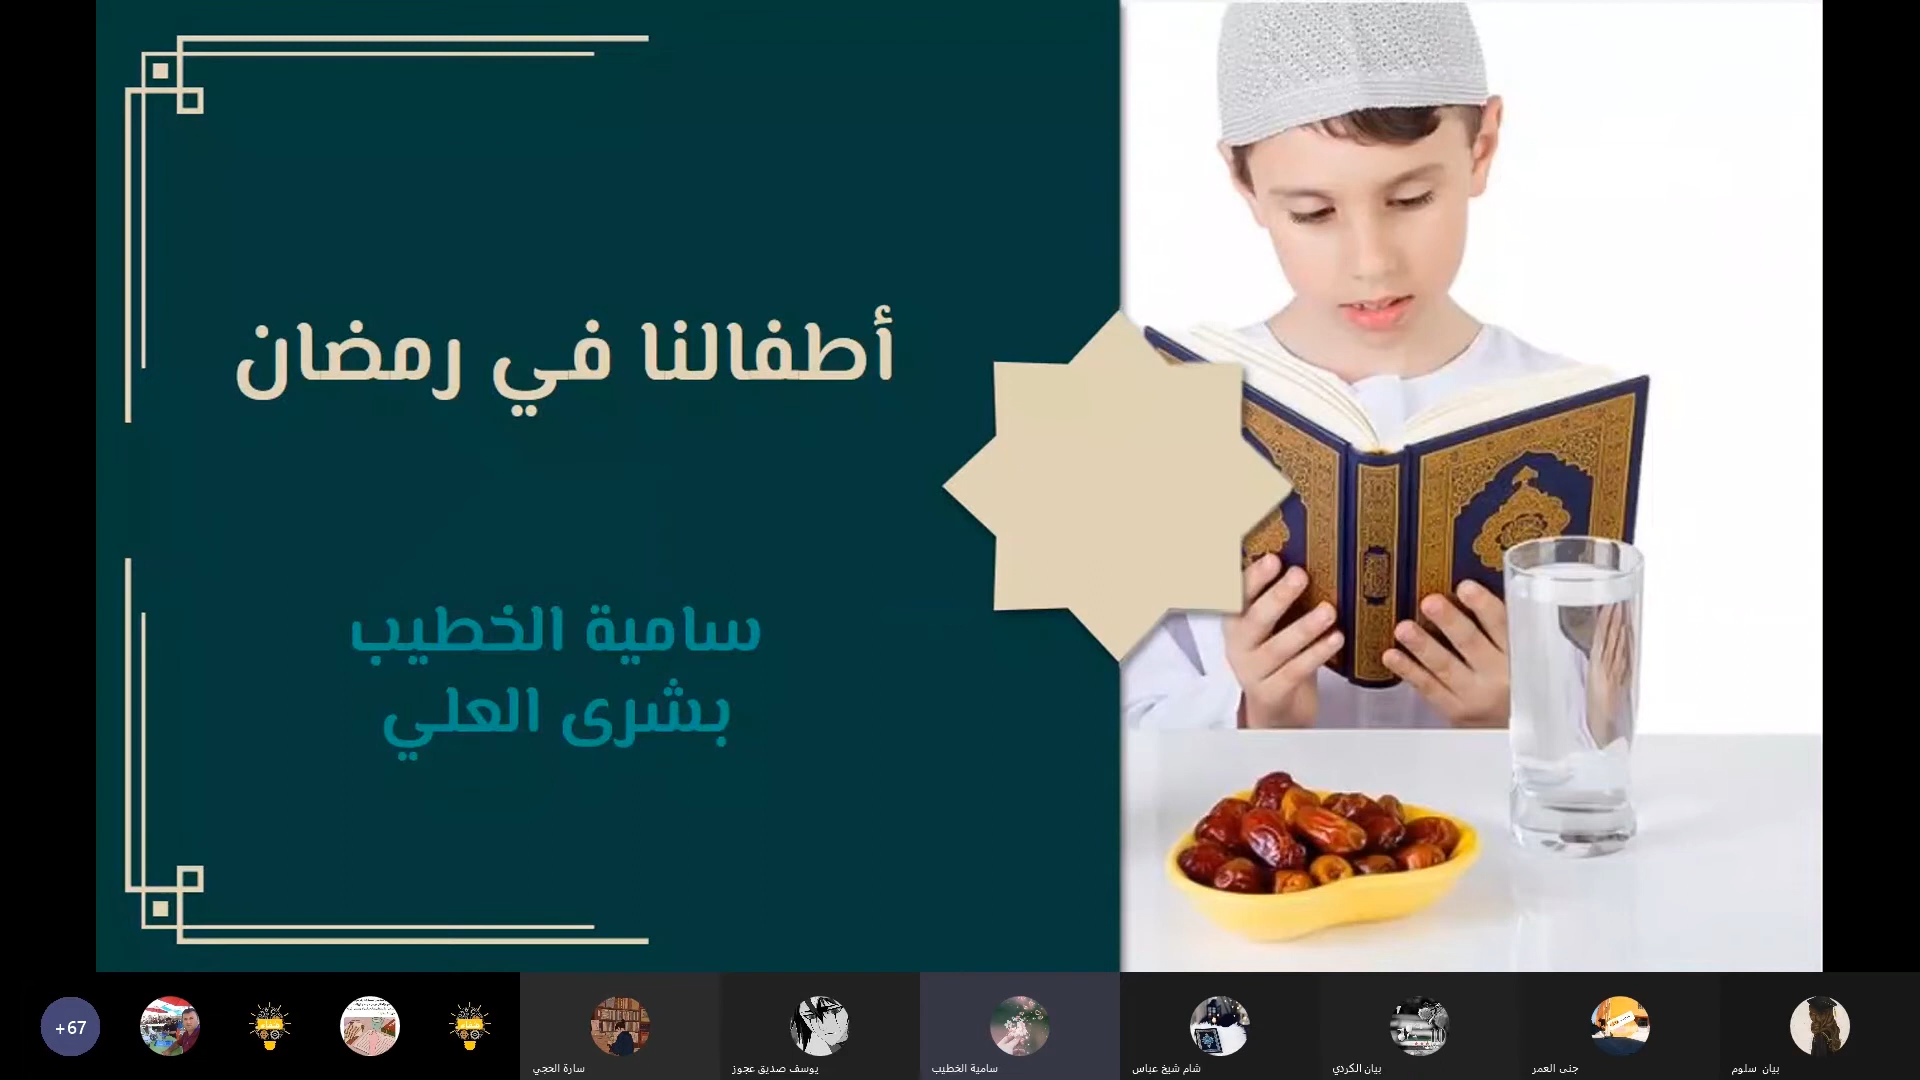 أطفالنا في رمضان
سامية الخطيب
بشرى العلي
+67
سارة الحجي
يوسف صديق عجوز
سامية الخطيب
شام شيخ عباس
بيان الكردي
جنى العمر
بيان سلوم